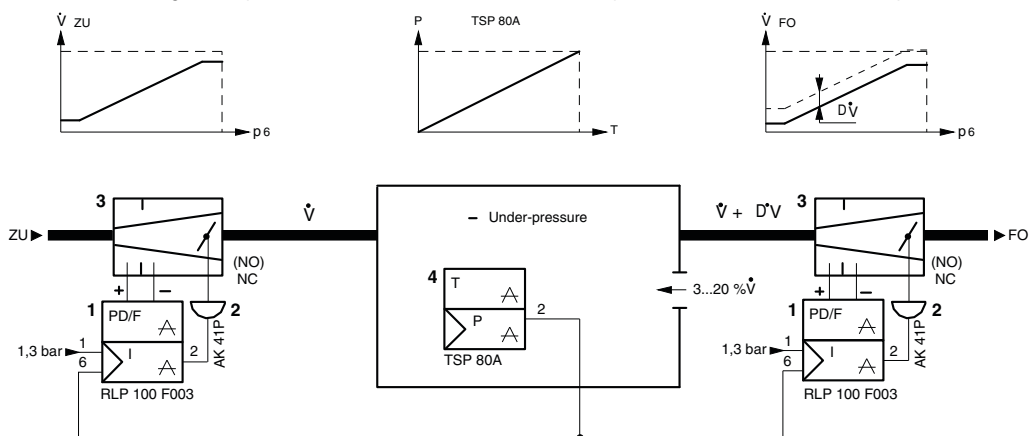 V̇ ZU
P TSP 80A
V̇ FO
DV̇
p6
T
p6
3
V̇
– Under-pressure
V̇ + DV̇
3
ZU
FO
(NO)
NC
4
T
(NO)
NC
+
–
3...20 %V̇
+
–
1
2
P
2
1
2
PD/F
PD/F
1,3 bar
1
I
2
AK 41P
TSP 80A
1,3 bar
1
I
2
AK 41P
6
6
RLP 100 F003
RLP 100 F003